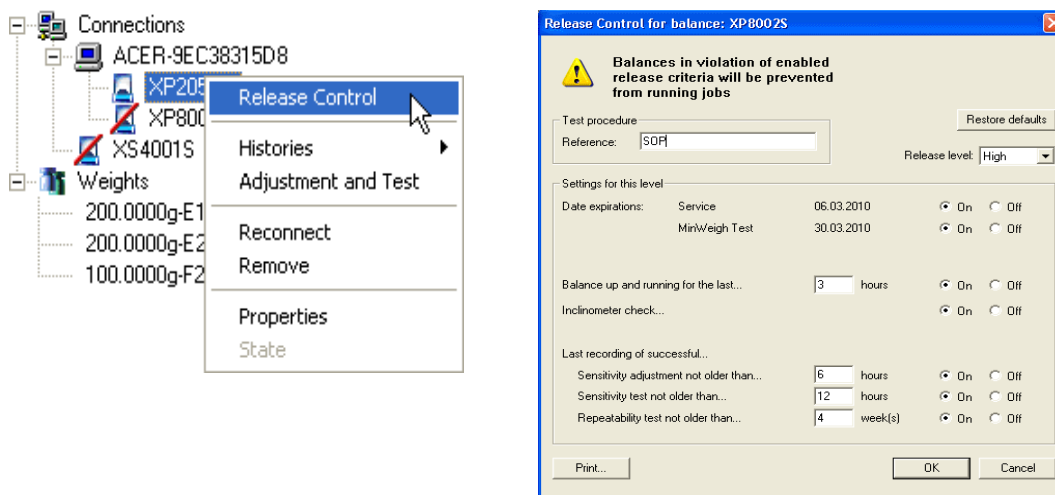 Connections
ACER-9EC38315D8
XP205
XP800
XS4001S
Weights
200.0000g-E1
200.0000g-E2
100.0000g-F2
Release Control
Histories
Adjustment and Test
Reconnect
Remove
Properties
State
Release Control for balance: XP8002S
Balances in violation of enabled
release criteria will be prevented
from running jobs
Restore defaults
Test procedure
Reference: SOP
Release level: High
Settings for this level
Date expirations: Service 06.03.2010 On Off
MinWeigh Test 30.03.2010 On Off
Balance up and running for the last... 3 hours On Off
Inclinometer check... On Off
Last recording of successful...
Sensitivity adjustment not older than... 6 hours On Off
Sensitivity test not older than... 12 hours On Off
Repeatability test not older than... 4 week(s) On Off
Print... OK Cancel